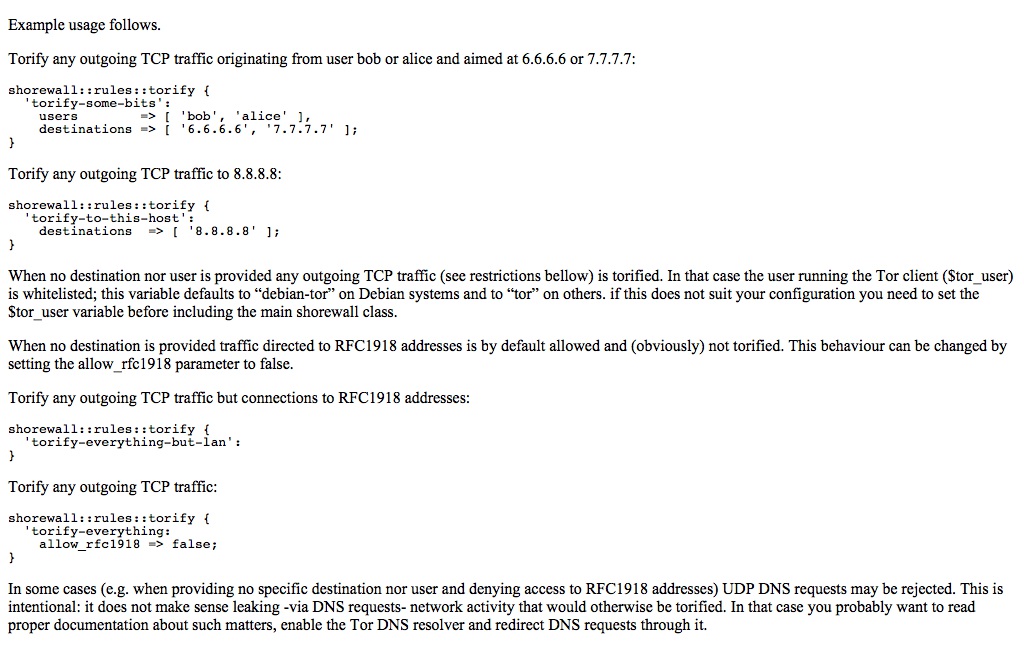 Example usage follows.
Torify any outgoing TCP traffic originating from user bob or alice and aimed at 6.6.6.6 or 7.7.7.7:
shorewall::rules::torify {
  'torify-some-bits':
    users        => [ 'bob', 'alice' ],
    destinations => [ '6.6.6.6', '7.7.7.7' ];
}
Torify any outgoing TCP traffic to 8.8.8.8:
shorewall::rules::torify {
  'torify-to-this-host':
    destinations  => [ '8.8.8.8' ];
}
When no destination nor user is provided any outgoing TCP traffic (see restrictions bellow) is torified. In that case the user running the Tor client ($tor_user)
is whitelisted; this variable defaults to “debian-tor” on Debian systems and to “tor” on others. if this does not suit your configuration you need to set the
$tor_user variable before including the main shorewall class.
When no destination is provided traffic directed to RFC1918 addresses is by default allowed and (obviously) not torified. This behaviour can be changed by
setting the allow_rfc1918 parameter to false.
Torify any outgoing TCP traffic but connections to RFC1918 addresses:
shorewall::rules::torify {
  'torify-everything-but-lan':
}
Torify any outgoing TCP traffic:
shorewall::rules::torify {
  'torify-everything:
    allow_rfc1918 => false;
}
In some cases (e.g. when providing no specific destination nor user and denying access to RFC1918 addresses) UDP DNS requests may be rejected. This is
intentional: it does not make sense leaking -via DNS requests- network activity that would otherwise be torified. In that case you probably want to read
proper documentation about such matters, enable the Tor DNS resolver and redirect DNS requests through it.